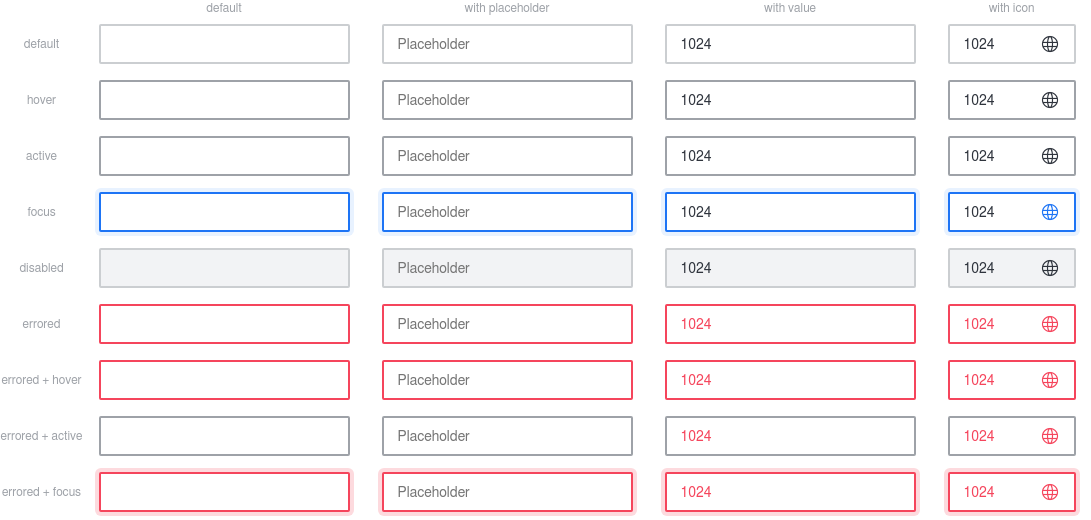 default with placeholder with value with icon
default Placeholder 1024 1024
hover Placeholder 1024 1024
active Placeholder 1024 1024
focus Placeholder 1024 1024
disabled Placeholder 1024 1024
errored Placeholder 1024 1024
errored + hover Placeholder 1024 1024
errored + active Placeholder 1024 1024
errored + focus Placeholder 1024 1024